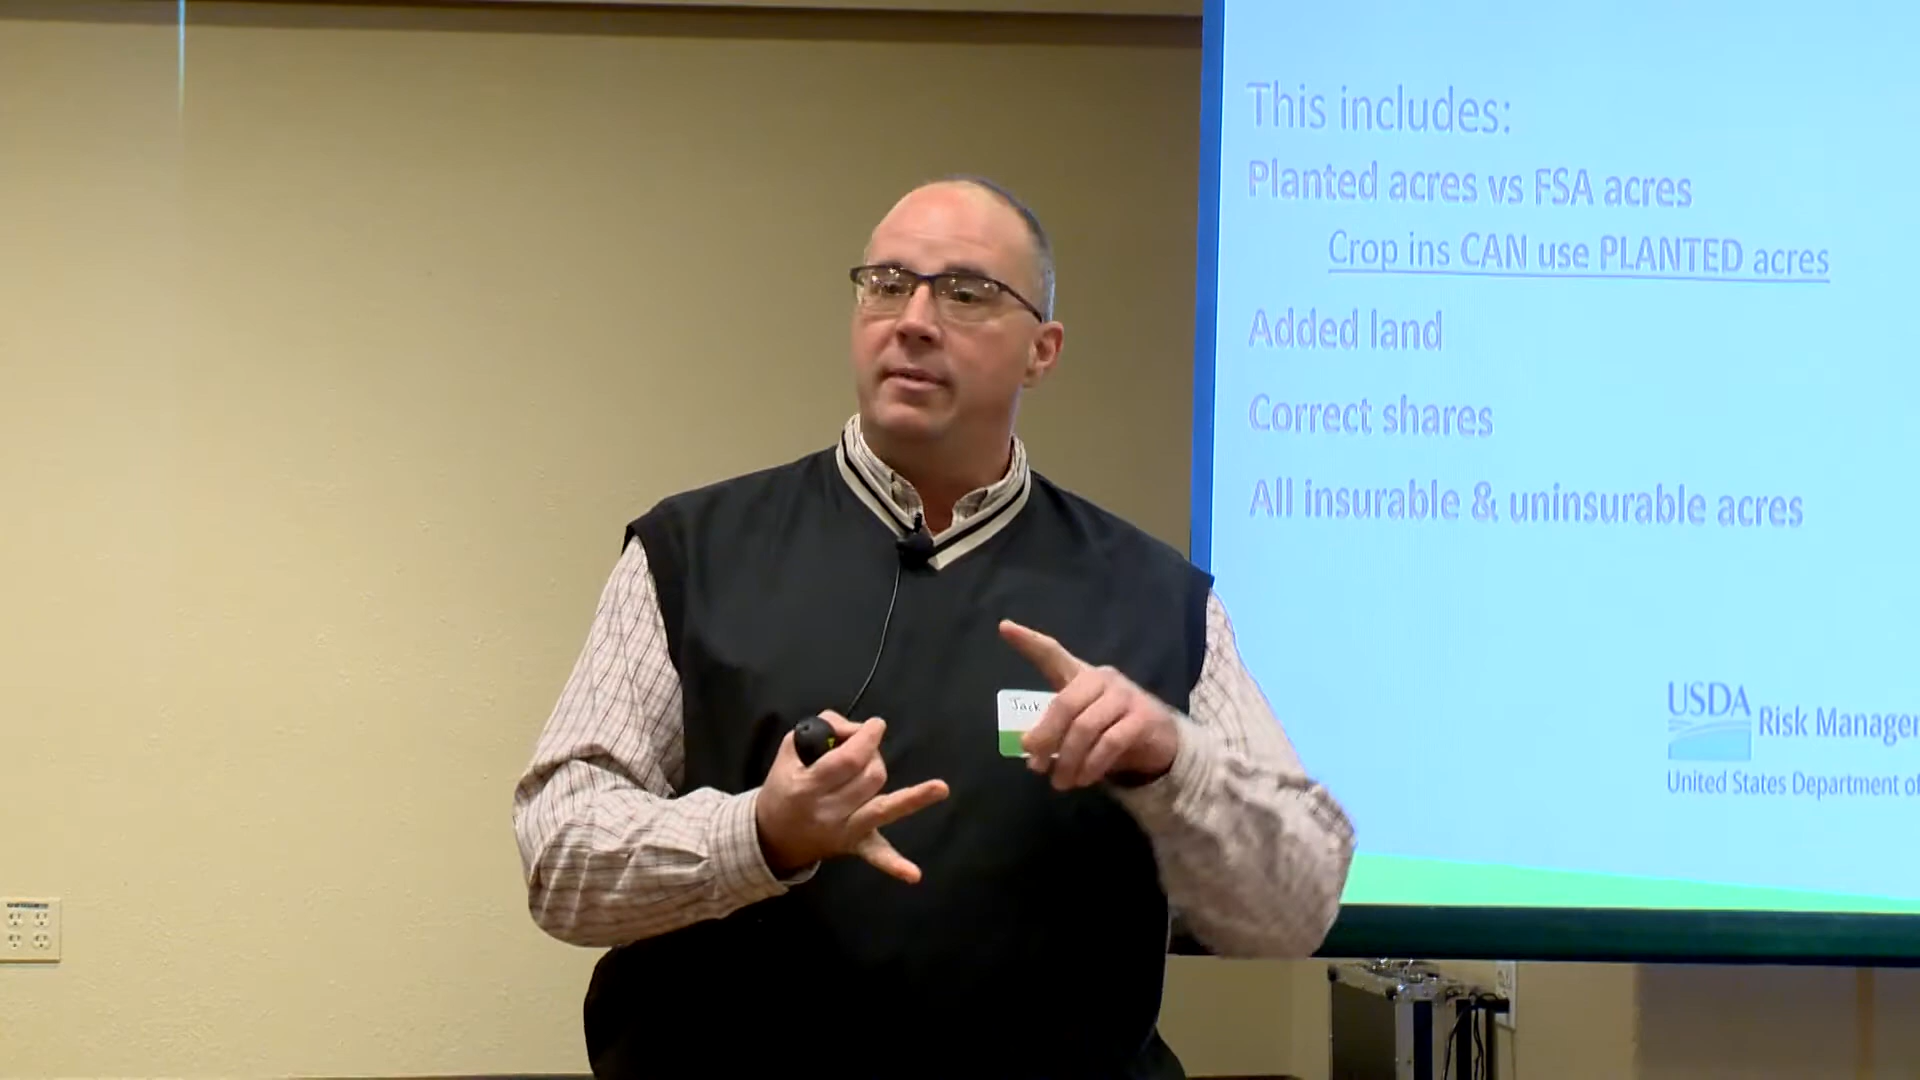 This includes:
Planted acres vs FSA acres
Crop ins CAN use PLANTED acres
Added land
Correct shares
All insurable & uninsurable acres
USDA
Risk Manager
United States Department of
Jack